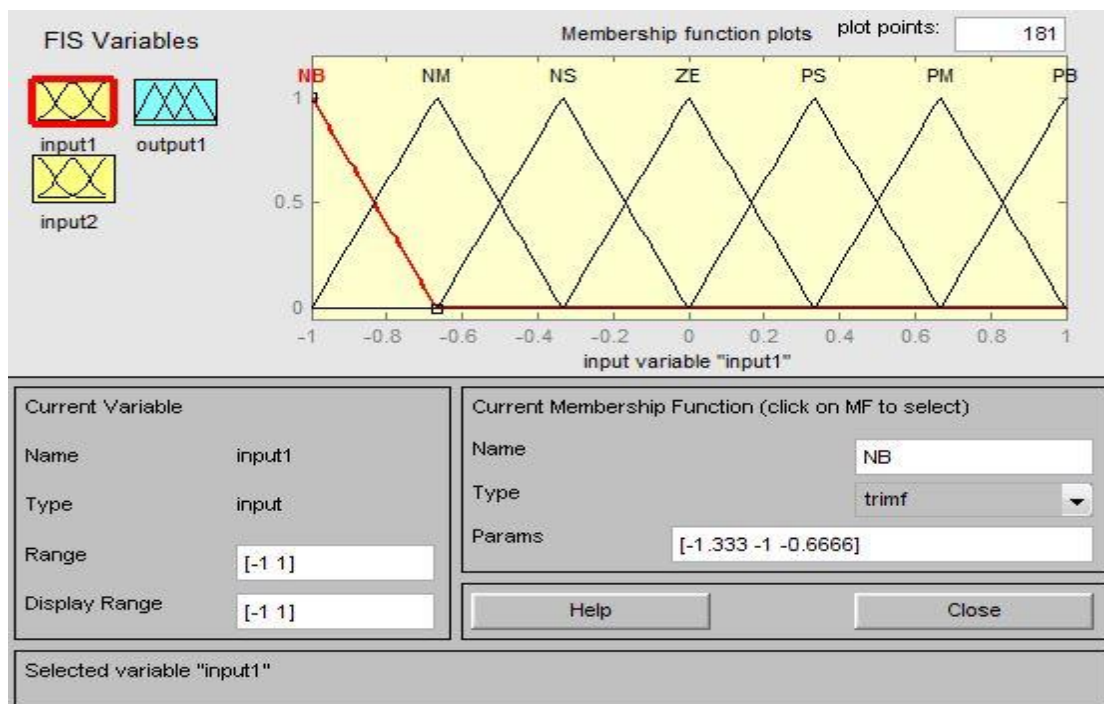 FIS Variables
Membership function plots plot points: 181
NB NM NS ZE PS PM PB
1
input1 output1
0.5
input2
0
-1 -0.8 -0.6 -0.4 -0.2 0 0.2 0.4 0.6 0.8 1
input variable "input1"
Current Variable
Name input1
Type input
Range [-1 1]
Display Range [-1 1]
Current Membership Function (click on MF to select)
Name NB
Type trimf
Params [-1.333 -1 -0.6666]
Help Close
Selected variable "input1"